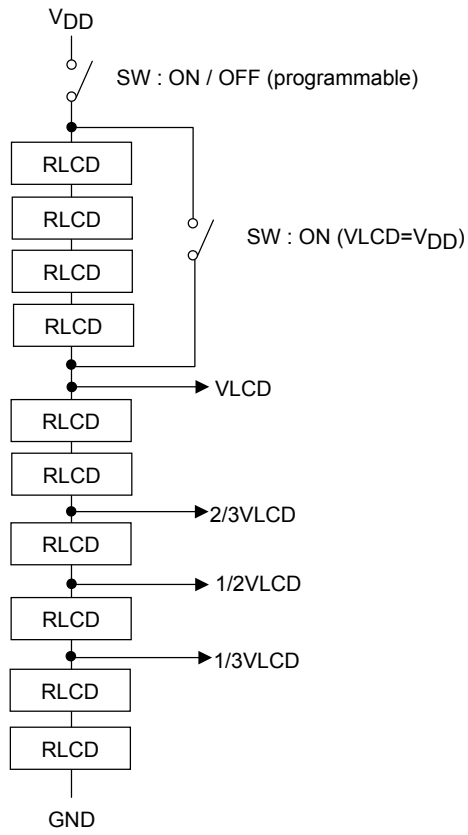 VDD
SW : ON / OFF (programmable)
RLCD
RLCD
RLCD
SW : ON (VLCD=VDD)
RLCD
VLCD
RLCD
RLCD
2/3VLCD
RLCD
1/2VLCD
RLCD
1/3VLCD
RLCD
RLCD
GND